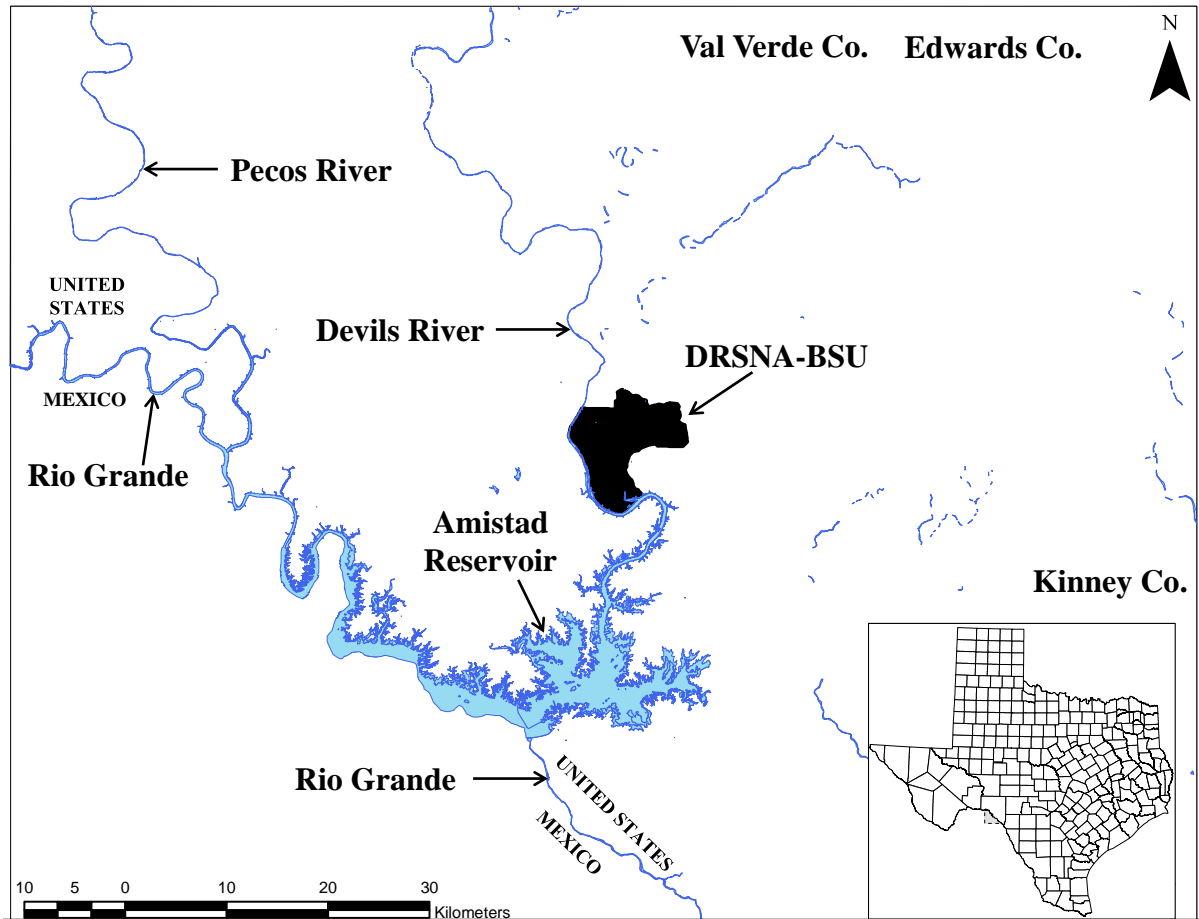 N
Val Verde Co.
Edwards Co.
Pecos River
UNITED
STATES
Devils River
DRSNA-BSU
MEXICO
Rio Grande
Amistad
Reservoir
Kinney Co.
Rio Grande
UNITED STATES
MEXICO
10 5 0 10 20 30
Kilometers